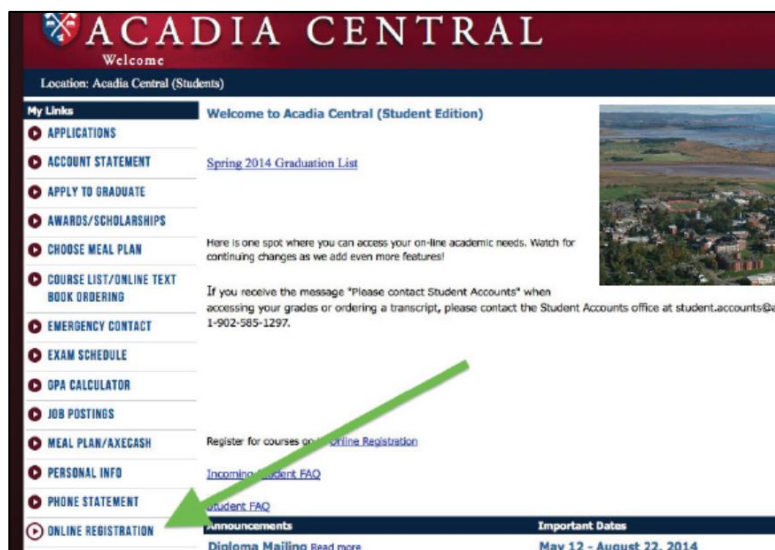 ACADIA CENTRAL
Welcome
Location: Acadia Central (Students)
My Links
APPLICATIONS
ACCOUNT STATEMENT
APPLY TO GRADUATE
AWARDS/SCHOLARSHIPS
CHOOSE MEAL PLAN
COURSE LIST/ONLINE TEXT
BOOK ORDERING
EMERGENCY CONTACT
EXAM SCHEDULE
GPA CALCULATOR
JOB POSTINGS
MEAL PLAN/AXECASH
PERSONAL INFO
PHONE STATEMENT
ONLINE REGISTRATION
Welcome to Acadia Central (Student Edition)
Spring 2014 Graduation List
Here is one spot where you can access your on-line academic needs. Watch for
continuing changes as we add even more features!
If you receive the message "Please contact Student Accounts" when
accessing your grades or ordering a transcript, please contact the Student Accounts office at student.accounts@a
1-902-585-1297.
Register for courses Online Registration
Incoming Student FAQ
Student FAQ
Announcements
Diploma Mailing Read more
Important Dates
May 12 - August 22, 2014